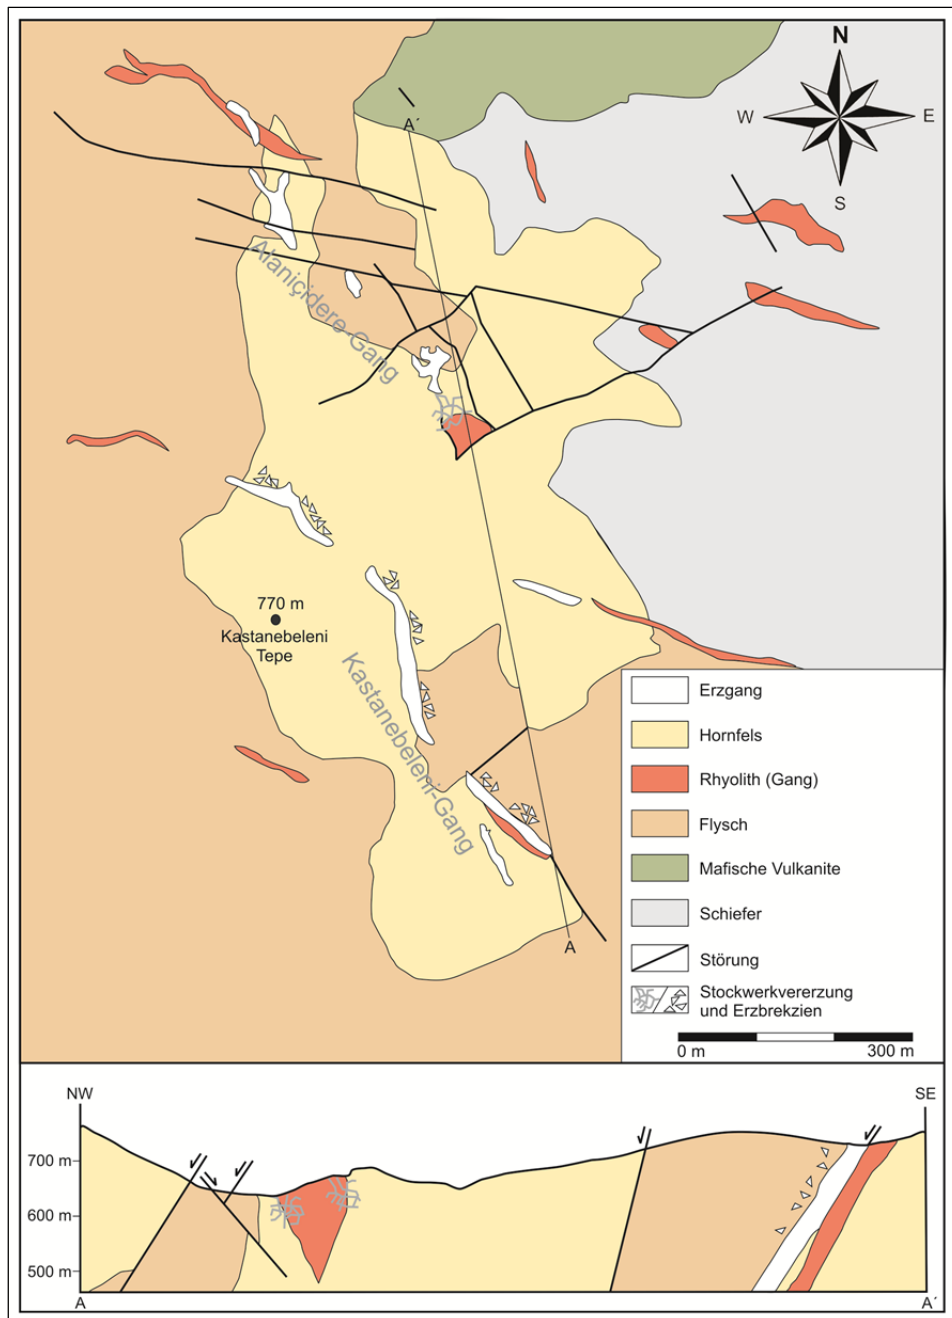 N
W
E
S
A´
Alaniçidere-Gang
770 m
Kastanebeleni
Tepe
Kastanebeleni-Gang
A
Erzgang
Hornfels
Rhyolith (Gang)
Flysch
Mafische Vulkanite
Schiefer
Störung
Stockwerkvererzung
und Erzbrekzien
0 m
300 m
NW
SE
700 m
600 m
500 m
A
A´